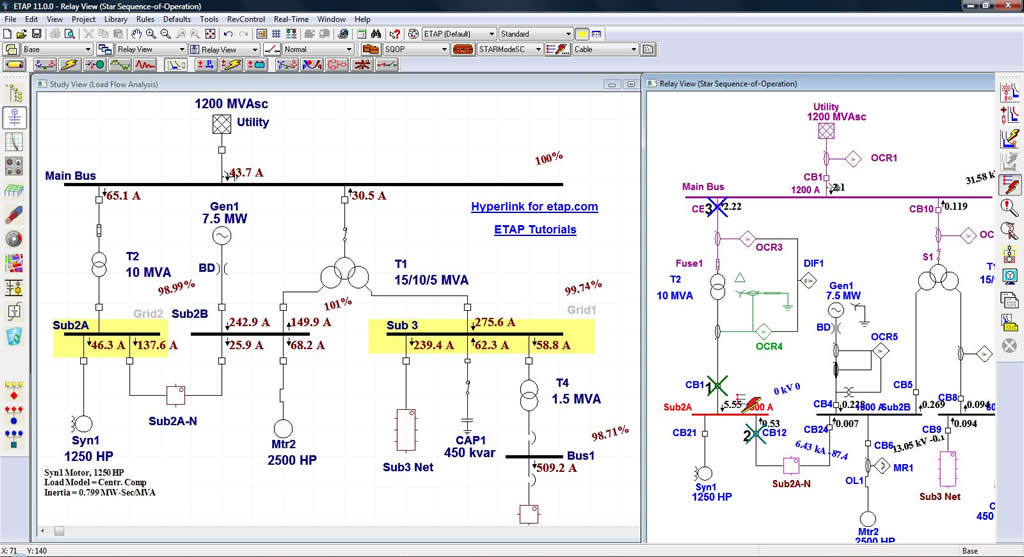 ETAP 11.0.0 - Relay View (Star Sequence-of-Operation)
File Edit View Project Library Rules Defaults Tools RevControl Real-Time Window Help
ETAP (Default) Standard
Base Relay View Relay View Normal SQOP STARModeSC Cable
Study View (Load Flow Analysis)
1200 MVAsc
Utility
43.7 A
100%
Main Bus
65.1 A
30.5 A
Gen1
7.5 MW
Hyperlink for etap.com
ETAP Tutorials
T2
10 MVA
BD
T1
15/10/5 MVA
98.99%
101%
99.74%
Grid2
Sub2B
Grid1
Sub2A
242.9 A
149.9 A
Sub 3
275.6 A
46.3 A
137.6 A
25.9 A
68.2 A
239.4 A
62.3 A
58.8 A
T4
1.5 MVA
Sub2A-N
98.71%
Syn1
1250 HP
Mtr2
2500 HP
Sub3 Net
CAP1
450 kvar
Bus1
509.2 A
Syn1 Motor, 1250 HP
Load Model = Centr. Comp
Inertia = 0.799 MW-Sec/MVA
Relay View (Star Sequence-of-Operation)
Utility
1200 MVAsc
OCR1
CB1
2.1
31.58 k
Main Bus
1200 A
3
2.22
CB10
0.119
OCR3
OC
Fuse1
S1
DIF1
T2
10 MVA
Gen1
7.5 MW
15/
BD
OCR4
OCR5
CB1
1
0 kV 0
CB5
CB8
Sub2A
5.55
CB4
0.228
Sub2B
0.269
0.094
CB21
0.53
2
CB12
CB24
0.007
CB9
0.094
6.43 kA -87.4
CB6
13.05 kV -0.1
MR1
OL1
Syn1
1250 HP
Sub2A-N
Sub3 Net
Mtr2
2500 HP
450
X: 71 Y: 140
Base